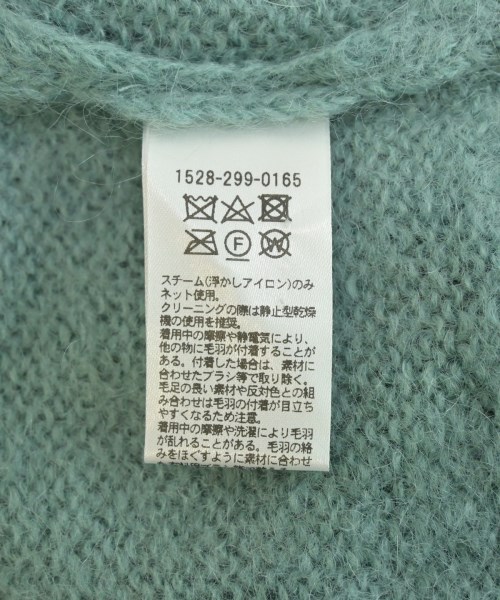 1528-299-0165
F W
スチーム(浮かしアイロン)のみ
ネット使用。
クリーニングの際は静止型乾燥
機の使用を推奨。
着用中の摩擦や静電気により、
他の物に毛羽が付着することが
ある。付着した場合は、素材に
合わせたブラシ等で取り除く。
毛足の長い素材や反対色との組
み合わせは毛羽の付着が目立ち
やすくなるため注意。
着用中の摩擦や洗濯により毛羽
が乱れることがある。毛羽の絡
みをほぐすように素材に合わせ